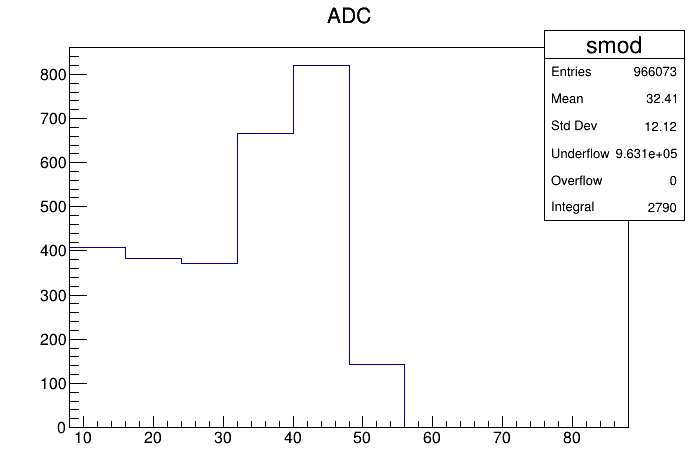 ADC
smod
Entries 966073
Mean 32.41
Std Dev 12.12
Underflow 9.631e+05
Overflow 0
Integral 2790
800
700
600
500
400
300
200
100
0
10 20 30 40 50 60 70 80